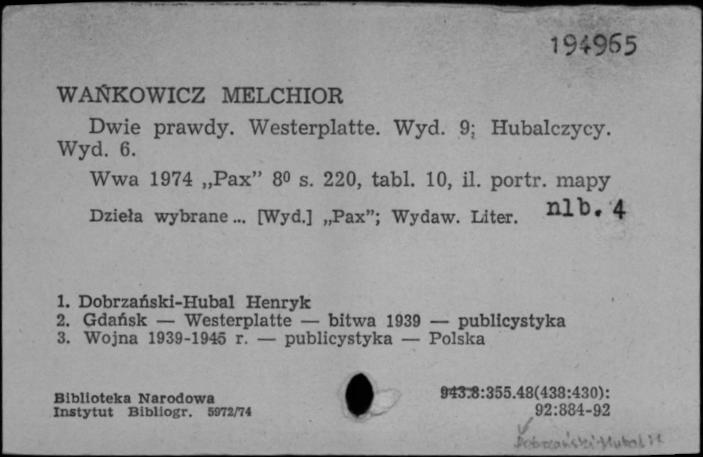 194965
WAŃKOWICZ MELCHIOR
Dwie prawdy. Westerplatte. Wyd. 9; Hubalczycy.
Wyd. 6.
Wwa 1974 „Pax” 8⁰ s. 220, tabl. 10, il. portr. mapy
Dzieła wybrane... [Wyd.] „Pax”; Wydaw. Liter. nlb. 4
1. Dobrzański-Hubal Henryk
2. Gdańsk — Westerplatte — bitwa 1939 — publicystyka
3. Wojna 1939-1945 r. — publicystyka — Polska
Biblioteka Narodowa
Instytut Bibliogr. 5972/74
943.8:355.48(438:430):
92:884-92
Dobrzański-Hubal H